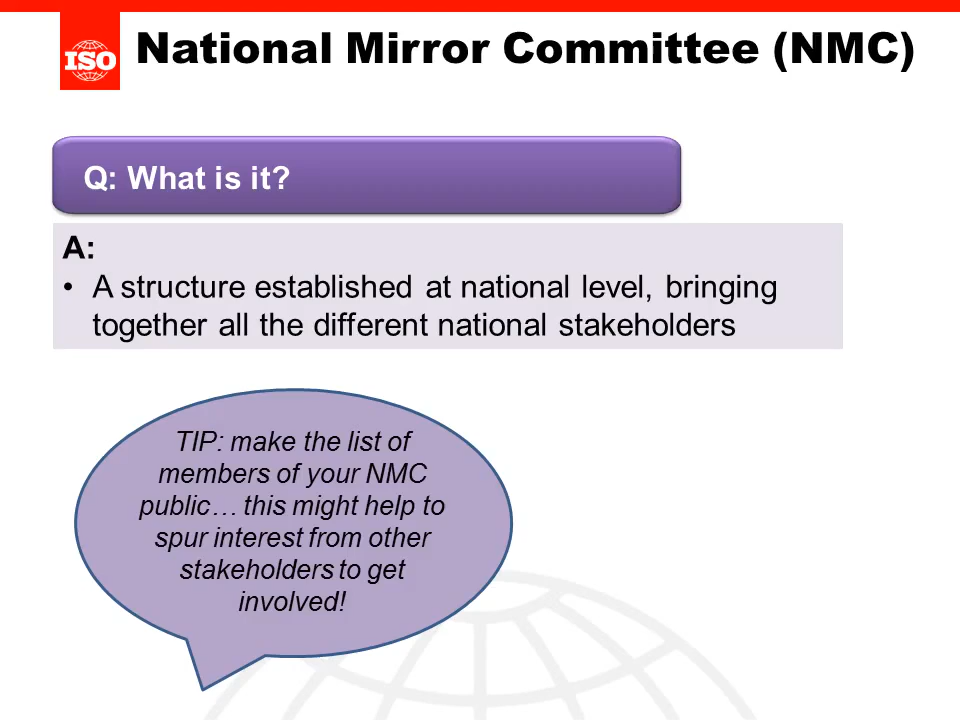 ISO
National Mirror Committee (NMC)
Q: What is it?
A:
• A structure established at national level, bringing
together all the different national stakeholders
TIP: make the list of
members of your NMC
public… this might help to
spur interest from other
stakeholders to get
involved!